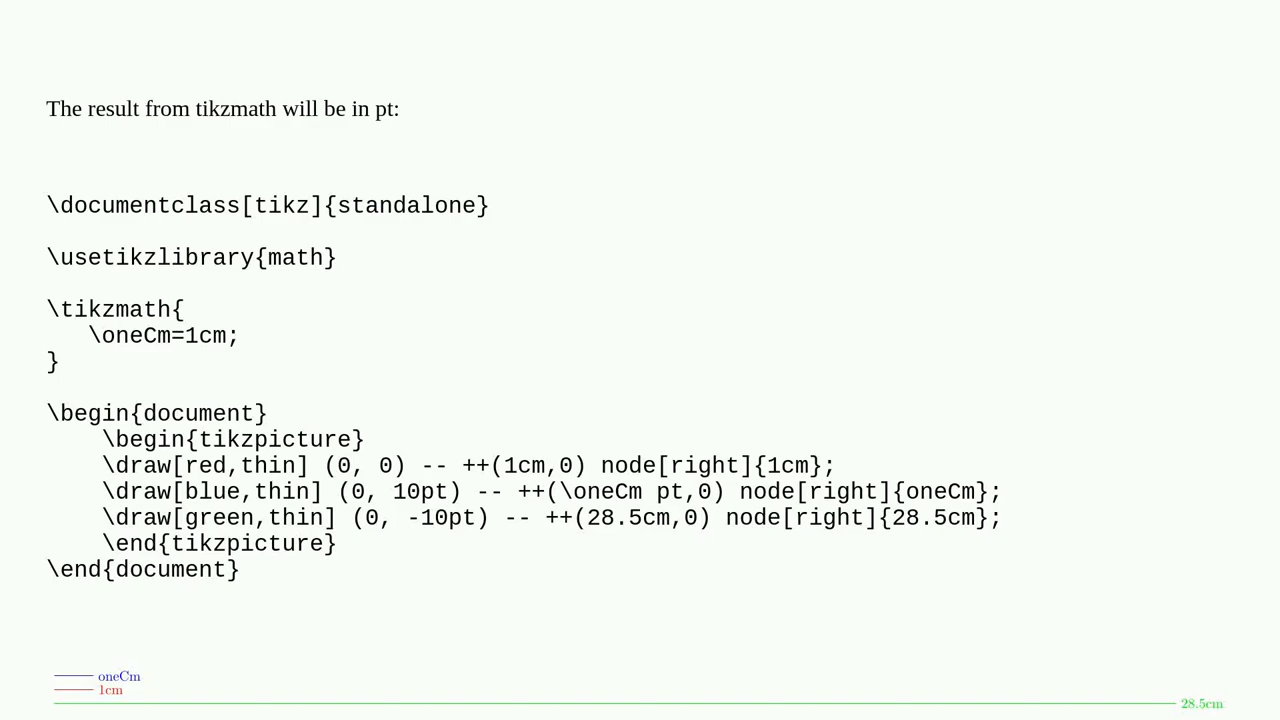 The result from tikzmath will be in pt:
\documentclass[tikz]{standalone}
\usetikzlibrary{math}
\tikzmath{
   \oneCm=1cm;
}
\begin{document}
    \begin{tikzpicture}
    \draw[red,thin] (0, 0) -- ++(1cm,0) node[right]{1cm};
    \draw[blue,thin] (0, 10pt) -- ++(\oneCm pt,0) node[right]{oneCm};
    \draw[green,thin] (0, -10pt) -- ++(28.5cm,0) node[right]{28.5cm};
    \end{tikzpicture}
\end{document}
oneCm
1cm
28.5cm